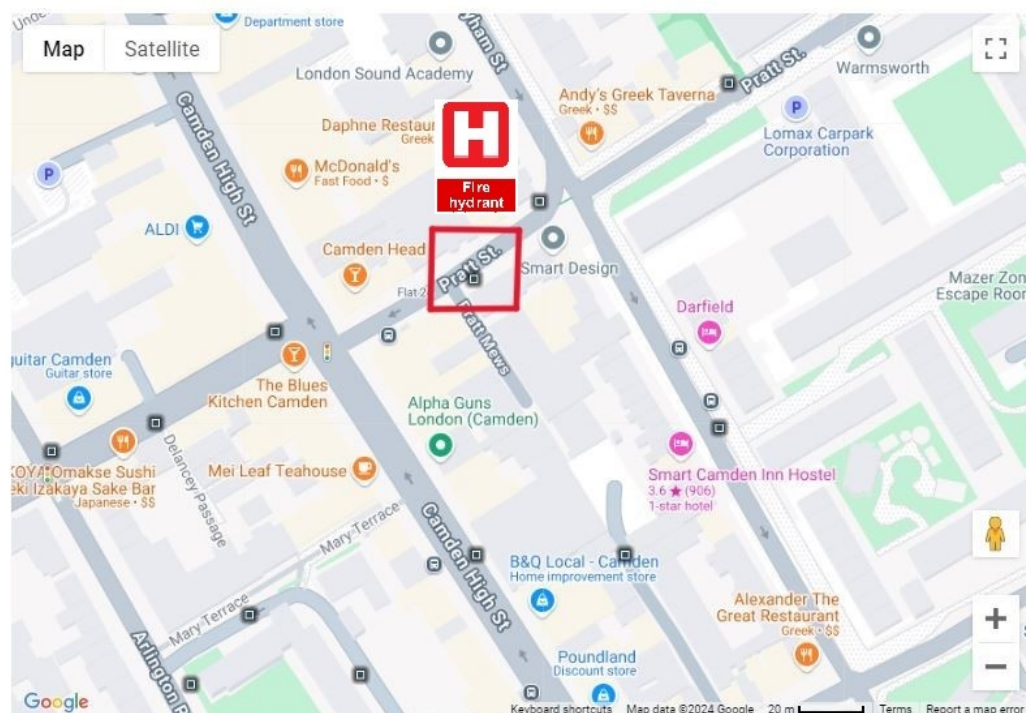 Map
Satellite
Department store
London Sound Academy
Pratt St.
Warmsworth
Andy's Greek Taverna
Greek · $$
P
Lomax Carpark
Corporation
Camden High St
Daphne
Greek
H
Fire
hydrant
McDonald's
Fast Food · $
P
ALDI
Camden Head
Pratt St.
Smart Design
Flat 2
Pratt Mews
Mazer Zon
Escape Room
Darfield
guitar Camden
Guitar store
The Blues
Kitchen Camden
Alpha Guns
London (Camden)
KOYA Omakse Sushi
eki Izakaya Sake Bar
Japanese · $$
Delancey Passage
Mei Leaf Teahouse
Smart Camden Inn Hostel
3.6 ★ (906)
1-star hotel
Mary Terrace
Camden High St
B&Q Local - Camden
Home improvement store
Mary Terrace
Alexander The
Great Restaurant
Greek · $$
+
Arlington R
Poundland
Discount store
−
Google
Keyboard shortcuts
Map data ©2024 Google
20 m
Terms
Report a map error